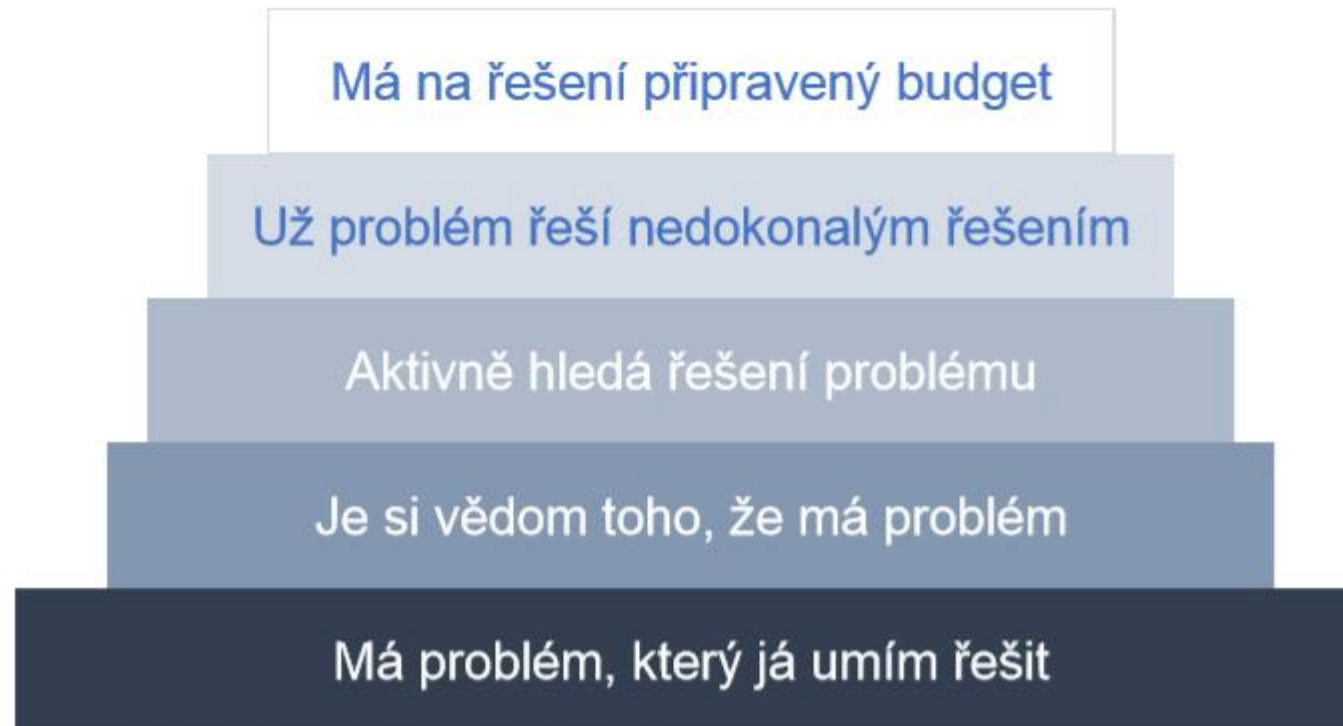 Má na řešení připravený budget
Už problém řeší nedokonalým řešením
Aktivně hledá řešení problému
Je si vědom toho, že má problém
Má problém, který já umím řešit